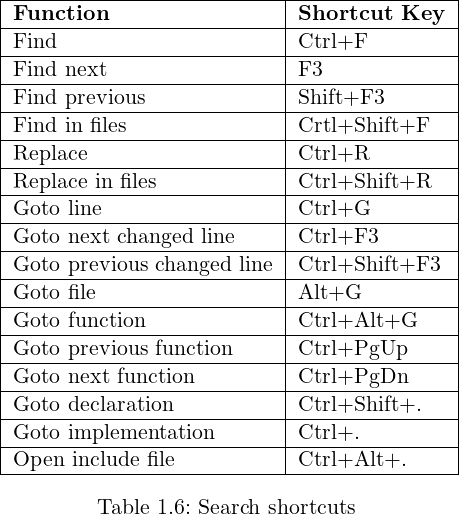 Function Shortcut Key
Find Ctrl+F
Find next F3
Find previous Shift+F3
Find in files Crtl+Shift+F
Replace Ctrl+R
Replace in files Ctrl+Shift+R
Goto line Ctrl+G
Goto next changed line Ctrl+F3
Goto previous changed line Ctrl+Shift+F3
Goto file Alt+G
Goto function Ctrl+Alt+G
Goto previous function Ctrl+PgUp
Goto next function Ctrl+PgDn
Goto declaration Ctrl+Shift+.
Goto implementation Ctrl+.
Open include file Ctrl+Alt+.
Table 1.6: Search shortcuts